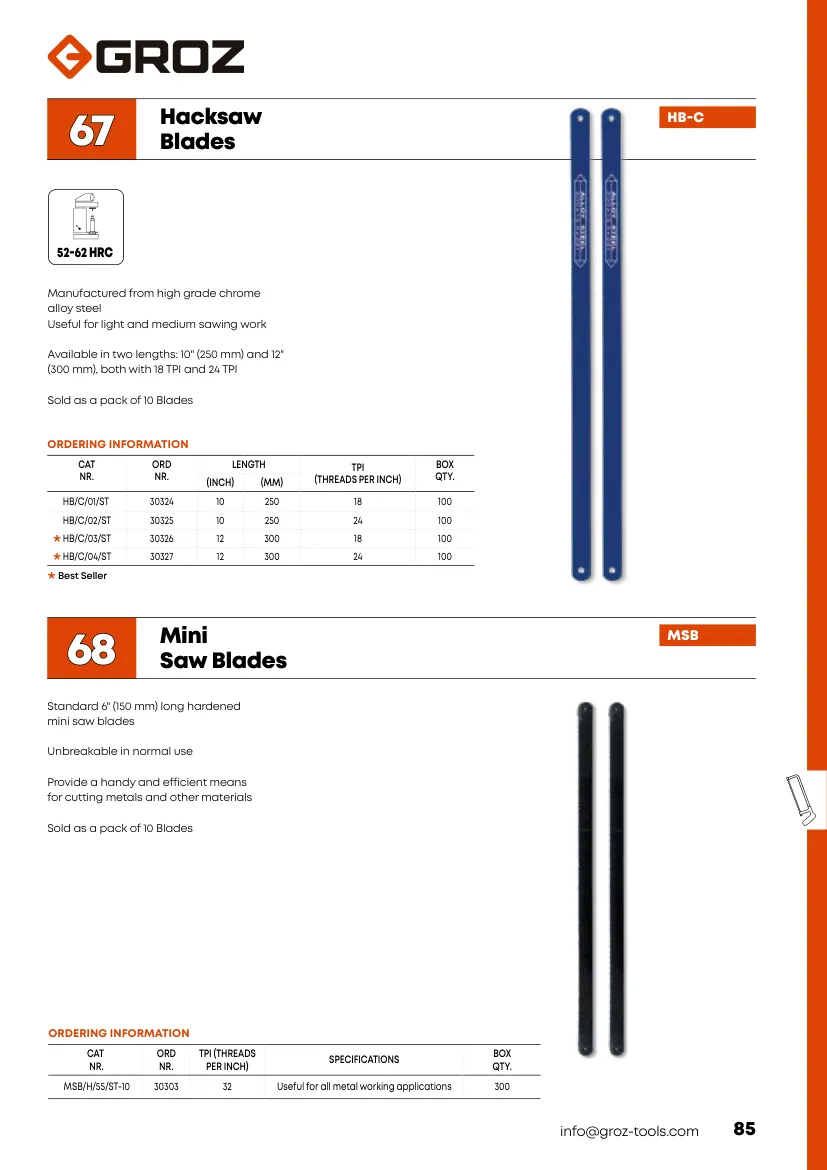 GROZ
67
Hacksaw
Blades
HB-C
ALLOY STEEL
ALLOY STEEL
52-62 HRC
Manufactured from high grade chrome
alloy steel
Useful for light and medium sawing work
Available in two lengths: 10" (250 mm) and 12"
(300 mm), both with 18 TPI and 24 TPI
Sold as a pack of 10 Blades
ORDERING INFORMATION
CAT NR. ORD NR. LENGTH (INCH) (MM) TPI (THREADS PER INCH) BOX QTY.
HB/C/01/ST 30324 10 250 18 100
HB/C/02/ST 30325 10 250 24 100
* HB/C/03/ST 30326 12 300 18 100
* HB/C/04/ST 30327 12 300 24 100
* Best Seller
68
Mini
Saw Blades
MSB
Standard 6" (150 mm) long hardened
mini saw blades
Unbreakable in normal use
Provide a handy and efficient means
for cutting metals and other materials
Sold as a pack of 10 Blades
ORDERING INFORMATION
CAT NR. ORD NR. TPI (THREADS PER INCH) SPECIFICATIONS BOX QTY.
MSB/H/55/ST-10 30303 32 Useful for all metal working applications 300
info@groz-tools.com 85